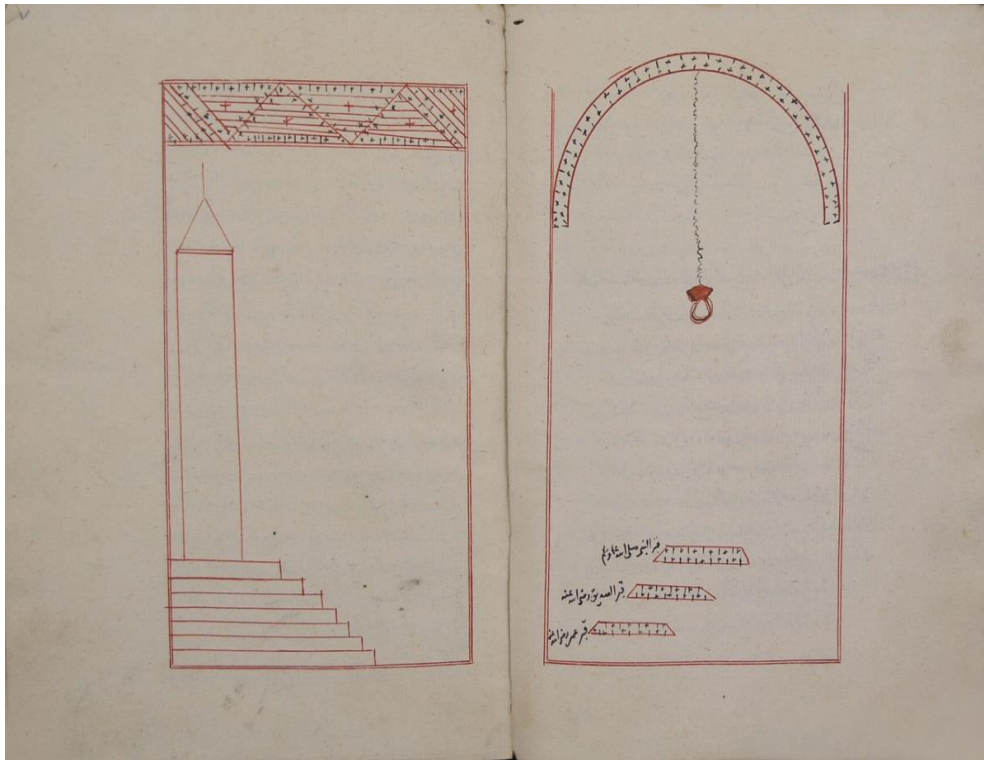 قبر النبي صلى الله عليه وسلم
قبر الصديق رضي الله عنه
قبر عمر رضي الله عنه